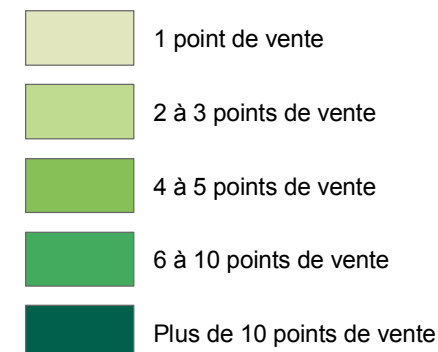 1 point de vente
2 à 3 points de vente
4 à 5 points de vente
6 à 10 points de vente
Plus de 10 points de vente